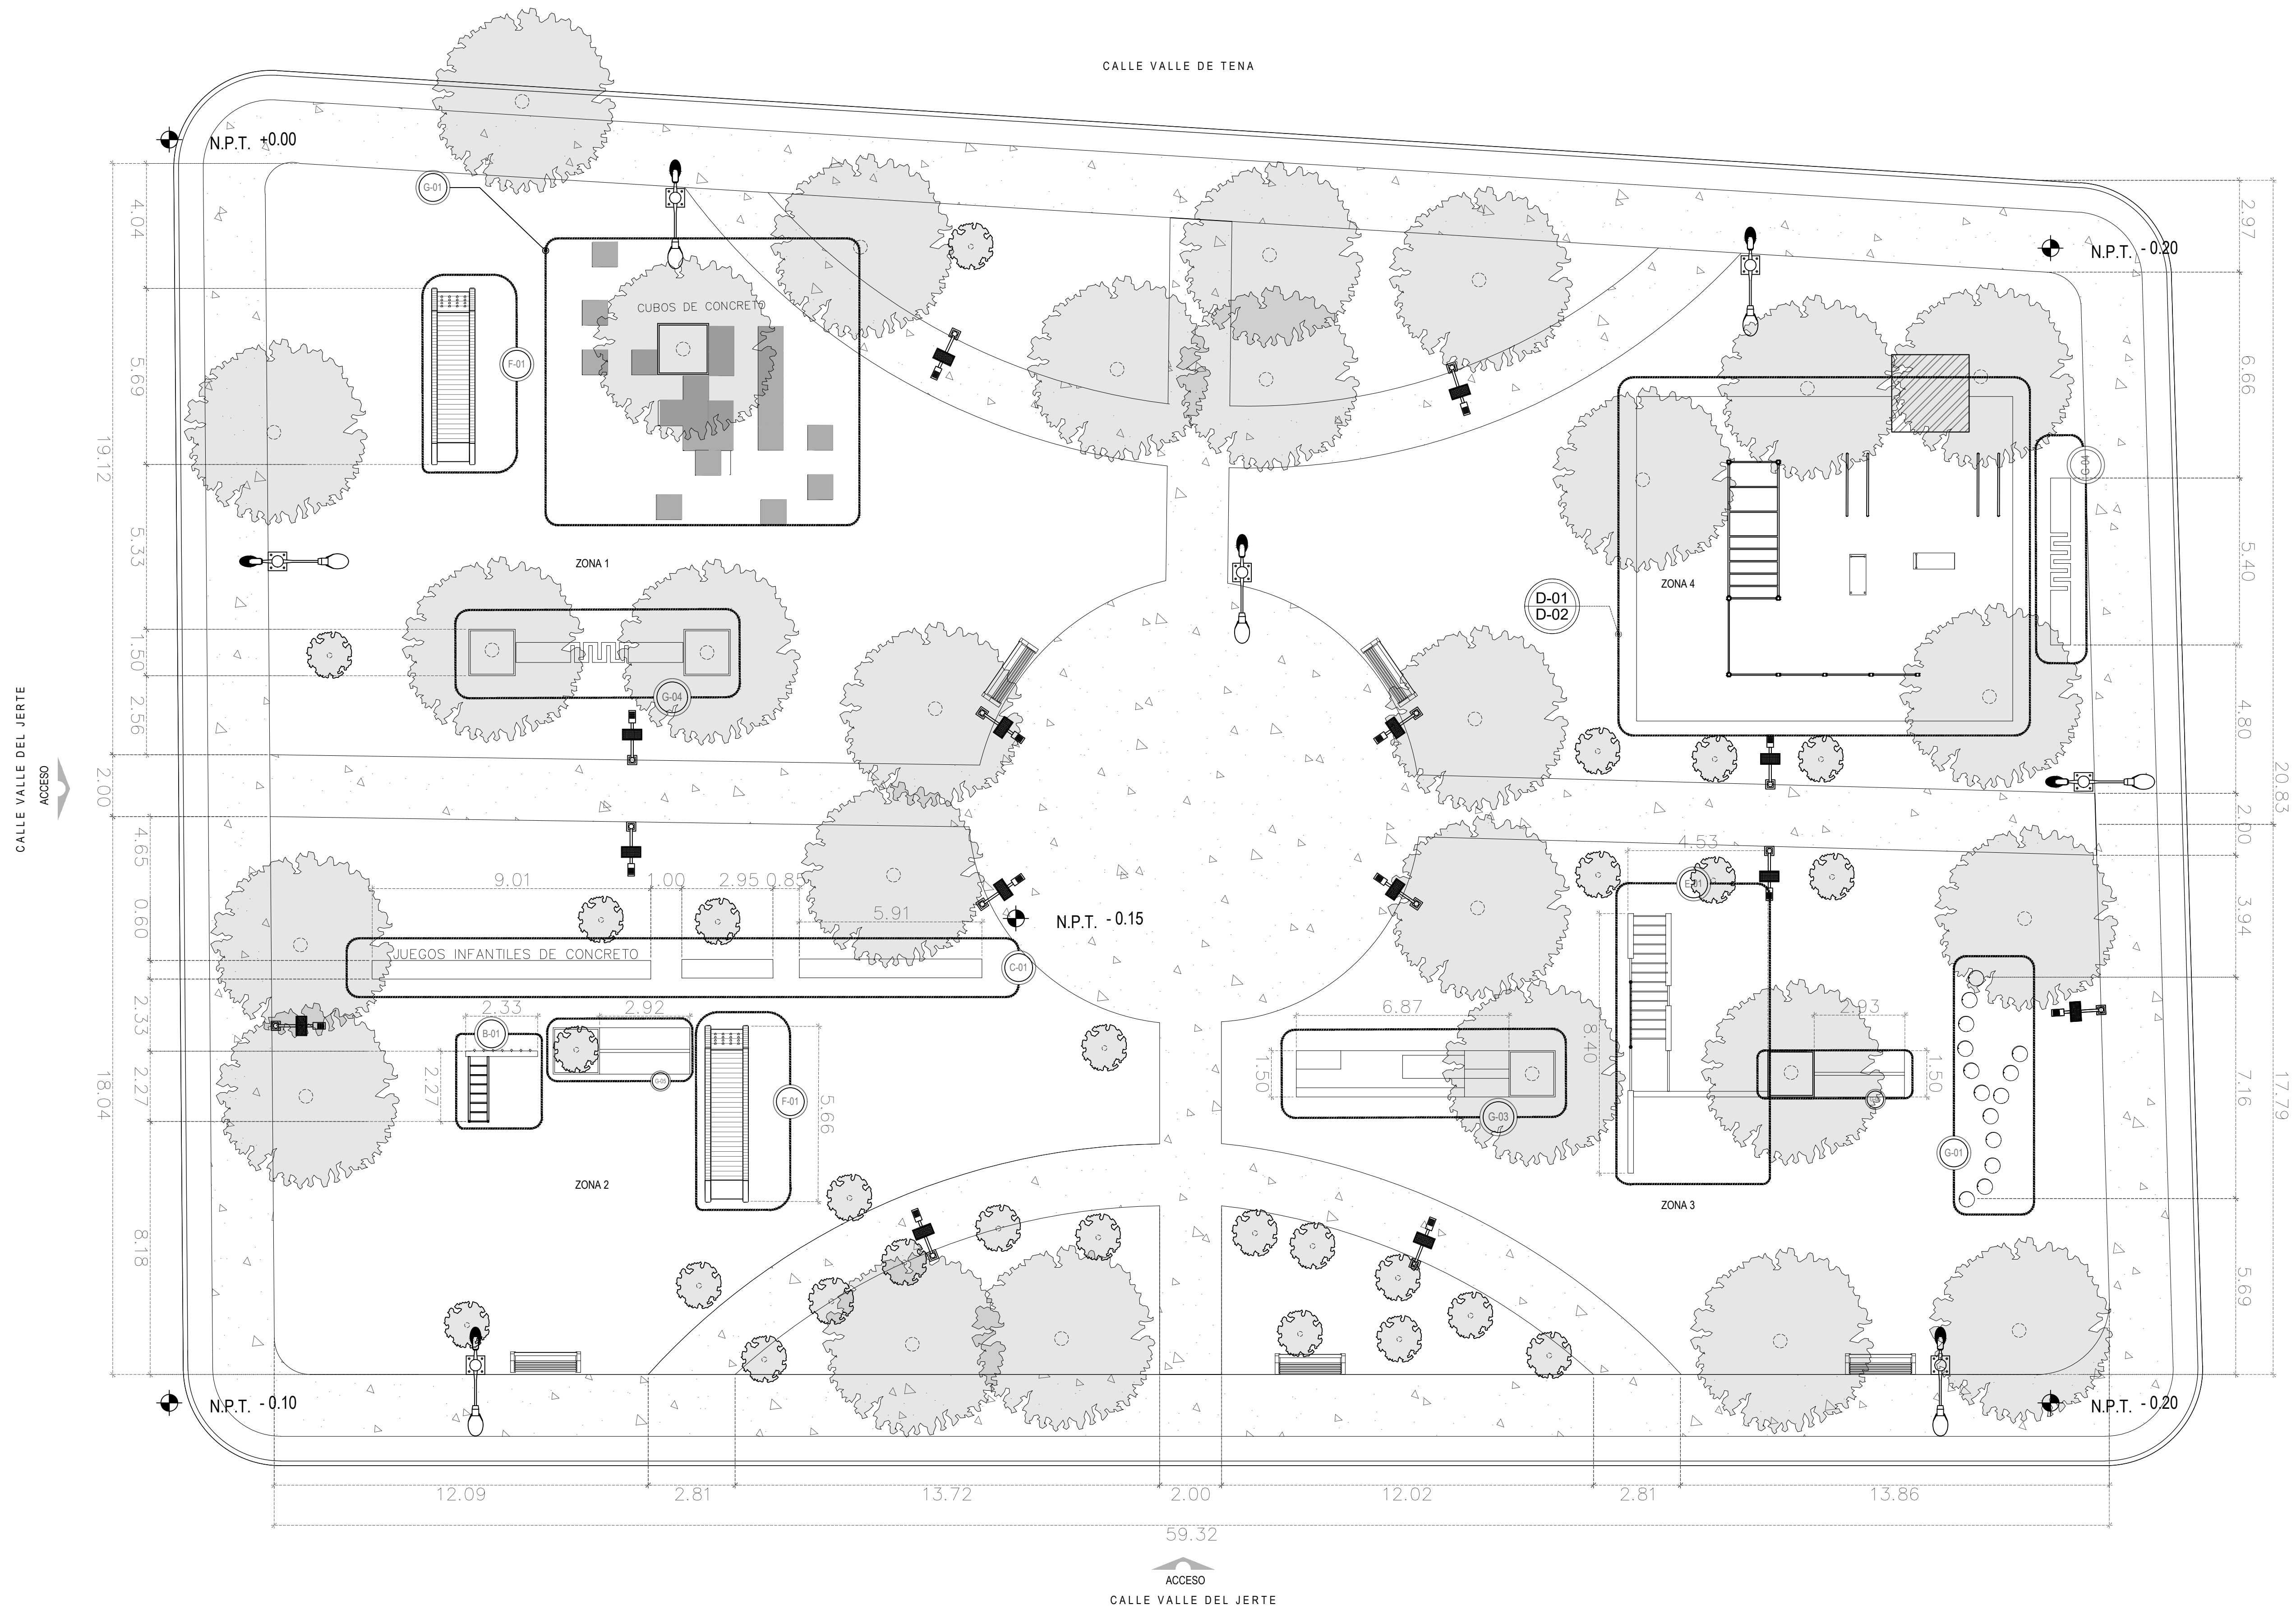 CALLE VALLE DE TENA
N.P.T. +0.00
G-01
4.04
2.97
N.P.T. -0.20
CUBOS DE CONCRETO
F-01
5.69
6.66
19.12
G-04
5.33
ZONA 1
5.40
ZONA 4
D-01
D-02
1.50
G-04
2.56
4.80
CALLE VALLE DEL JERTE
ACCESO
2.00
20.83
2.00
4.65
4.53
9.01
1.00
2.95
0.85
E-01
0.60
5.91
N.P.T. -0.15
3.94
JUEGOS INFANTILES DE CONCRETO
C-01
2.33
2.33
2.92
6.87
2.93
B-01
8.40
18.04
2.27
2.27
G-05
F-01
5.66
1.50
1.50
7.16
17.79
G-03
G-01
ZONA 2
ZONA 3
8.18
5.69
N.P.T. -0.10
N.P.T. -0.20
12.09
2.81
13.72
2.00
12.02
2.81
13.86
59.32
ACCESO
CALLE VALLE DEL JERTE